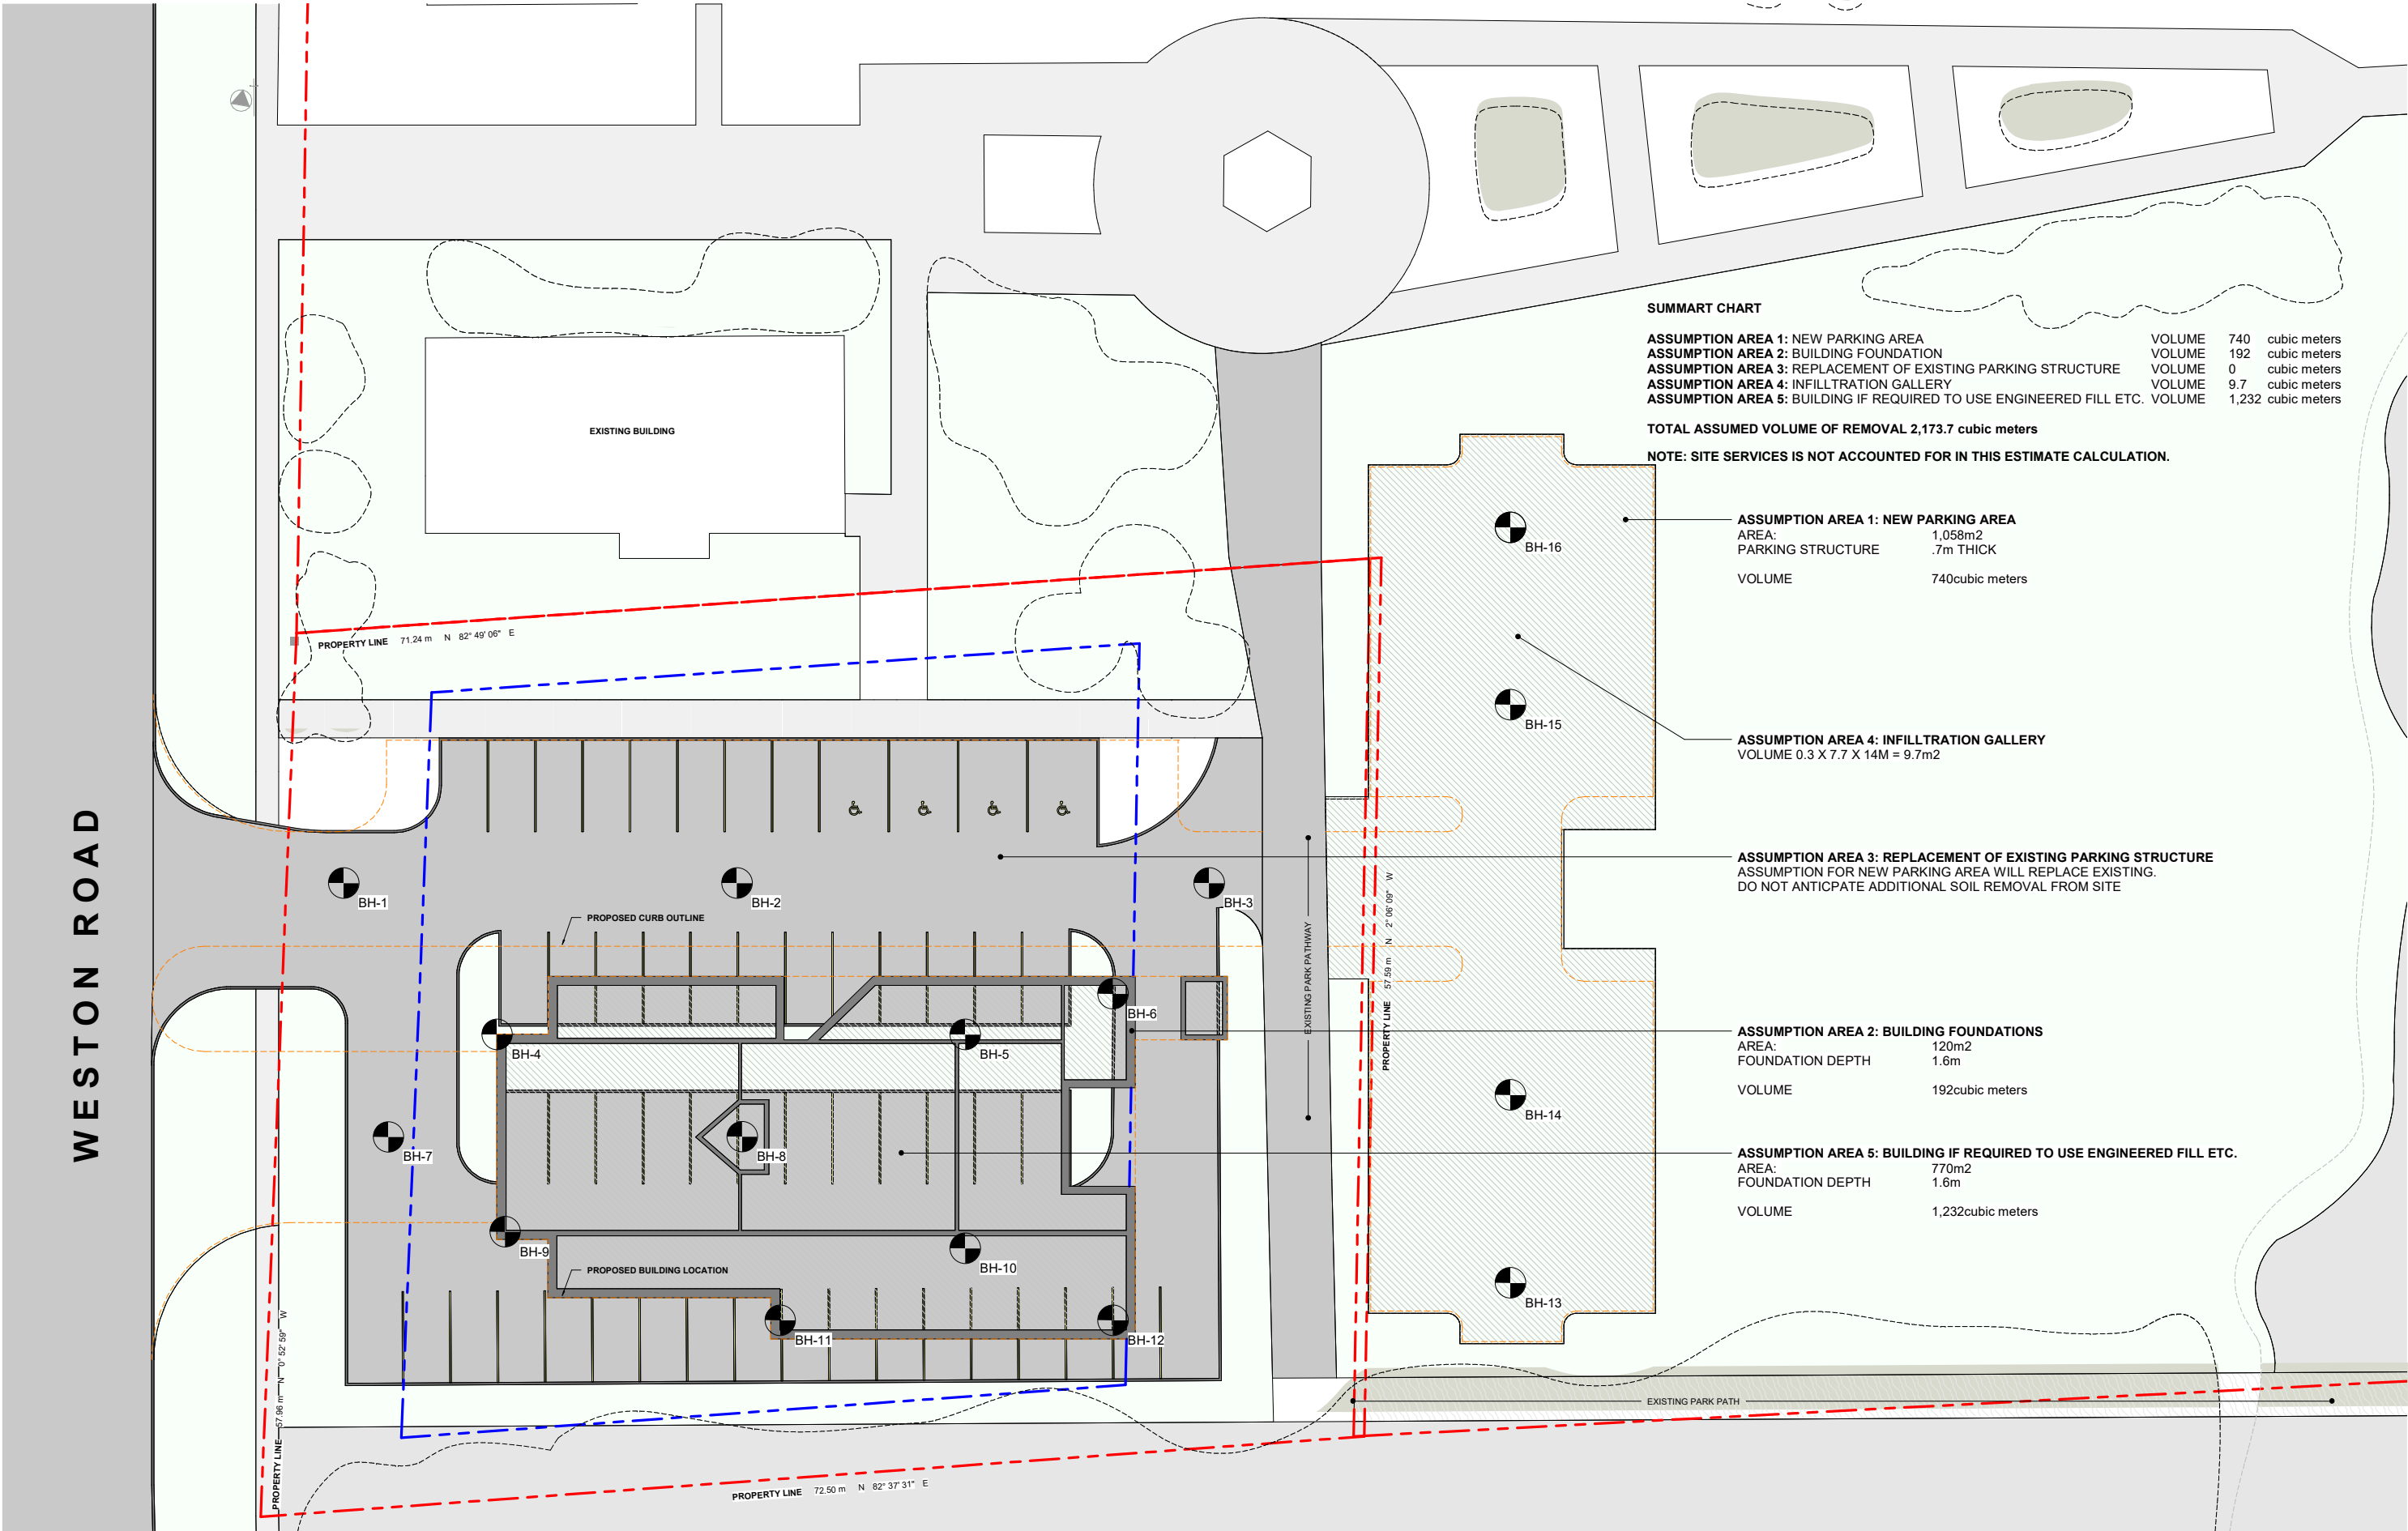 SUMMART CHART
ASSUMPTION AREA 1: NEW PARKING AREA VOLUME 740 cubic meters
ASSUMPTION AREA 2: BUILDING FOUNDATION VOLUME 192 cubic meters
ASSUMPTION AREA 3: REPLACEMENT OF EXISTING PARKING STRUCTURE VOLUME 0 cubic meters
ASSUMPTION AREA 4: INFILLTRATION GALLERY VOLUME 9.7 cubic meters
ASSUMPTION AREA 5: BUILDING IF REQUIRED TO USE ENGINEERED FILL ETC. VOLUME 1,232 cubic meters
TOTAL ASSUMED VOLUME OF REMOVAL 2,173.7 cubic meters
NOTE: SITE SERVICES IS NOT ACCOUNTED FOR IN THIS ESTIMATE CALCULATION.
EXISTING BUILDING
ASSUMPTION AREA 1: NEW PARKING AREA
AREA: 1,058m2
PARKING STRUCTURE .7m THICK
VOLUME 740cubic meters
BH-16
PROPERTY LINE 71.24 m N 82° 49' 06" E
BH-15
ASSUMPTION AREA 4: INFILLTRATION GALLERY
VOLUME 0.3 X 7.7 X 14M = 9.7m2
WESTON ROAD
ASSUMPTION AREA 3: REPLACEMENT OF EXISTING PARKING STRUCTURE
ASSUMPTION FOR NEW PARKING AREA WILL REPLACE EXISTING.
DO NOT ANTICPATE ADDITIONAL SOIL REMOVAL FROM SITE
BH-1
BH-2
BH-3
PROPOSED CURB OUTLINE
EXISTING PARK PATHWAY
PROPERTY LINE 57.59 m N 2° 06' 09" W
BH-4
BH-5
BH-6
ASSUMPTION AREA 2: BUILDING FOUNDATIONS
AREA: 120m2
FOUNDATION DEPTH 1.6m
VOLUME 192cubic meters
BH-14
BH-7
BH-8
ASSUMPTION AREA 5: BUILDING IF REQUIRED TO USE ENGINEERED FILL ETC.
AREA: 770m2
FOUNDATION DEPTH 1.6m
VOLUME 1,232cubic meters
BH-9
BH-10
PROPOSED BUILDING LOCATION
BH-13
BH-11
BH-12
PROPERTY LINE 57.96 m N 0° 52' 59" W
EXISTING PARK PATH
PROPERTY LINE 72.50 m N 82° 37' 31" E